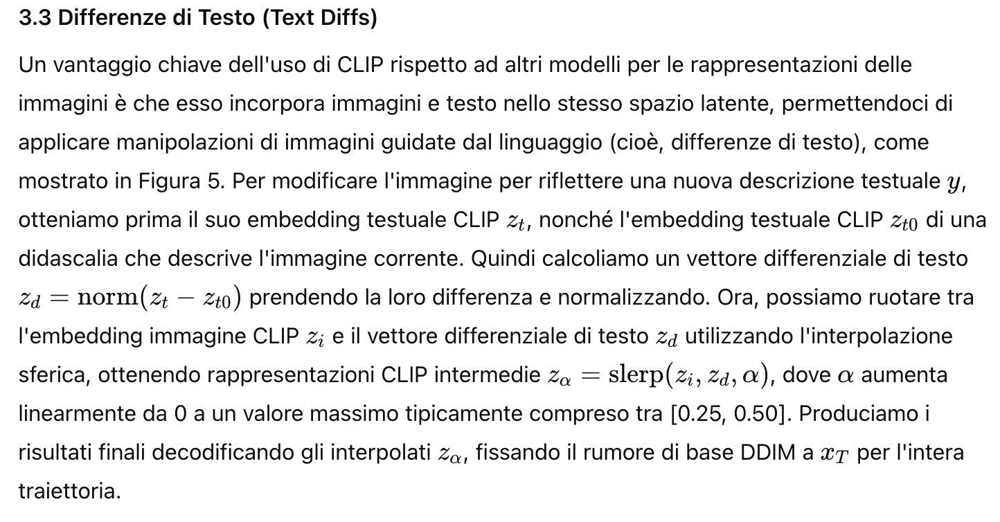 3.3 Differenze di Testo (Text Diffs)
Un vantaggio chiave dell'uso di CLIP rispetto ad altri modelli per le rappresentazioni delle
immagini è che esso incorpora immagini e testo nello stesso spazio latente, permettendoci di
applicare manipolazioni di immagini guidate dal linguaggio (cioè, differenze di testo), come
mostrato in Figura 5. Per modificare l'immagine per riflettere una nuova descrizione testuale $y$,
otteniamo prima il suo embedding testuale CLIP $z_t$, nonché l'embedding testuale CLIP $z_{t0}$ di una
didascalia che descrive l'immagine corrente. Quindi calcoliamo un vettore differenziale di testo
$z_d = \mathrm{norm}(z_t - z_{t0})$ prendendo la loro differenza e normalizzando. Ora, possiamo ruotare tra
l'embedding immagine CLIP $z_i$ e il vettore differenziale di testo $z_d$ utilizzando l'interpolazione
sferica, ottenendo rappresentazioni CLIP intermedie $z_\alpha = \mathrm{slerp}(z_i, z_d, \alpha)$, dove $\alpha$ aumenta
linearmente da 0 a un valore massimo tipicamente compreso tra [0.25, 0.50]. Produciamo i
risultati finali decodificando gli interpolati $z_\alpha$, fissando il rumore di base DDIM a $x_T$ per l'intera
traiettoria.